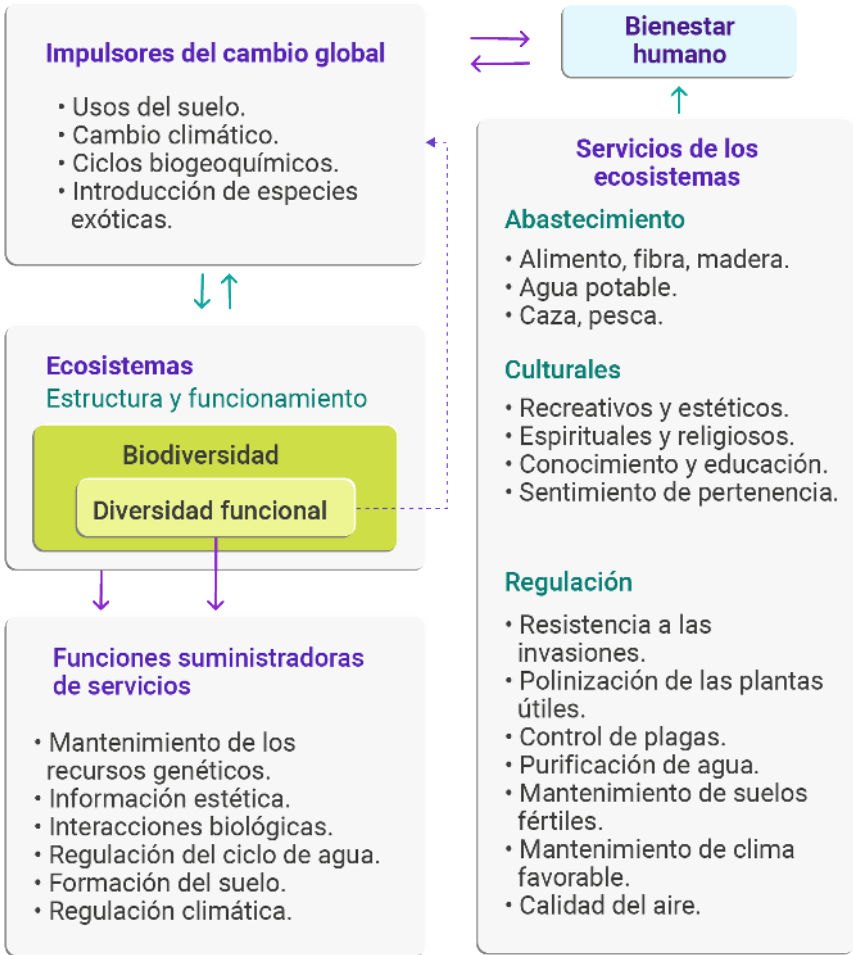 Impulsores del cambio global
• Usos del suelo.
• Cambio climático.
• Ciclos biogeoquímicos.
• Introducción de especies
exóticas.
Bienestar
humano
Ecosistemas
Estructura y funcionamiento
Biodiversidad
Diversidad funcional
Funciones suministradoras
de servicios
• Mantenimiento de los
recursos genéticos.
• Información estética.
• Interacciones biológicas.
• Regulación del ciclo de agua.
• Formación del suelo.
• Regulación climática.
Servicios de los
ecosistemas
Abastecimiento
• Alimento, fibra, madera.
• Agua potable.
• Caza, pesca.
Culturales
• Recreativos y estéticos.
• Espirituales y religiosos.
• Conocimiento y educación.
• Sentimiento de pertenencia.
Regulación
• Resistencia a las
invasiones.
• Polinización de las plantas
útiles.
• Control de plagas.
• Purificación de agua.
• Mantenimiento de suelos
fértiles.
• Mantenimiento de clima
favorable.
• Calidad del aire.